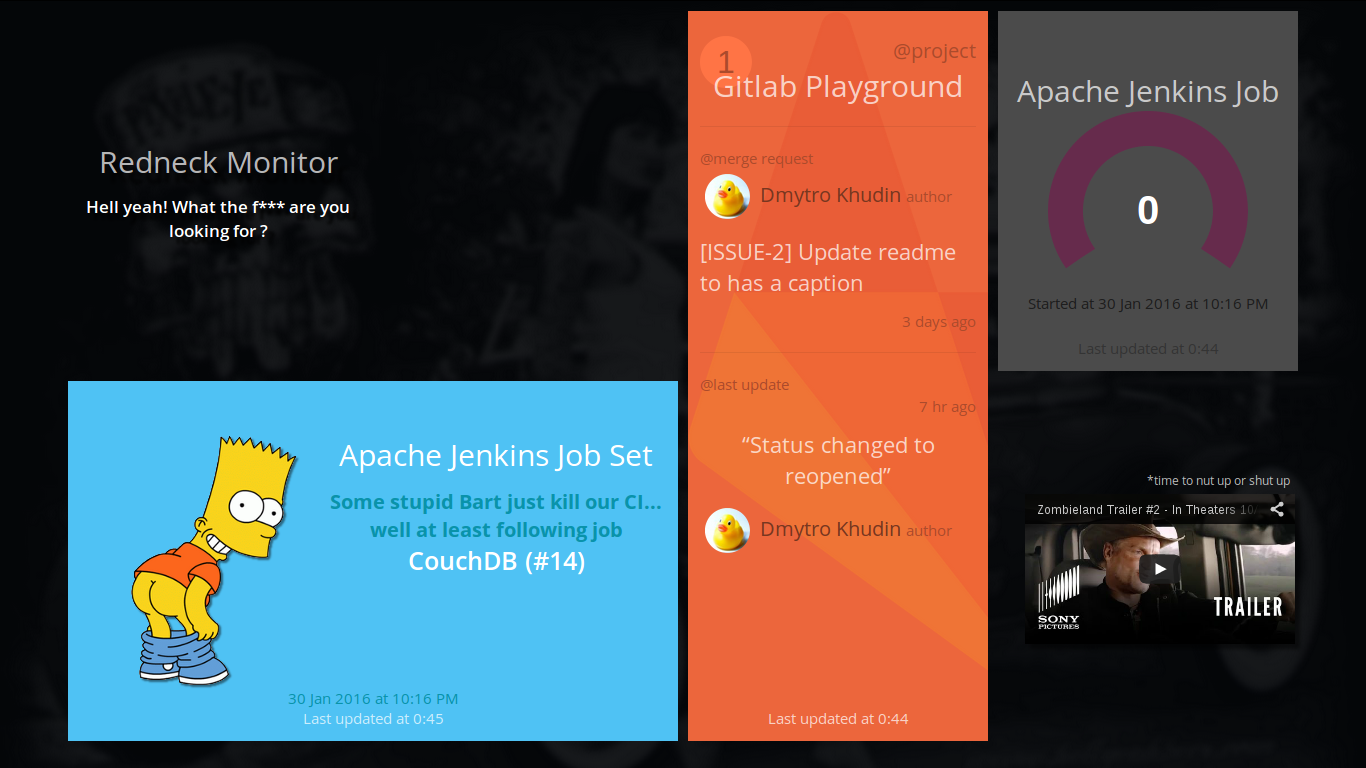 Redneck Monitor
Hell yeah! What the f*** are you
looking for ?
Apache Jenkins Job Set
Some stupid Bart just kill our CI...
well at least following job
CouchDB (#14)
30 Jan 2016 at 10:16 PM
Last updated at 0:45
1
@project
Gitlab Playground
@merge request
Dmytro Khudin author
[ISSUE-2] Update readme
to has a caption
3 days ago
@last update
7 hr ago
“Status changed to
reopened”
Dmytro Khudin author
Last updated at 0:44
Apache Jenkins Job
0
Started at 30 Jan 2016 at 10:16 PM
Last updated at 0:44
*time to nut up or shut up
Zombieland Trailer #2 - In Theaters 10/
SONY
PICTURES
TRAILER